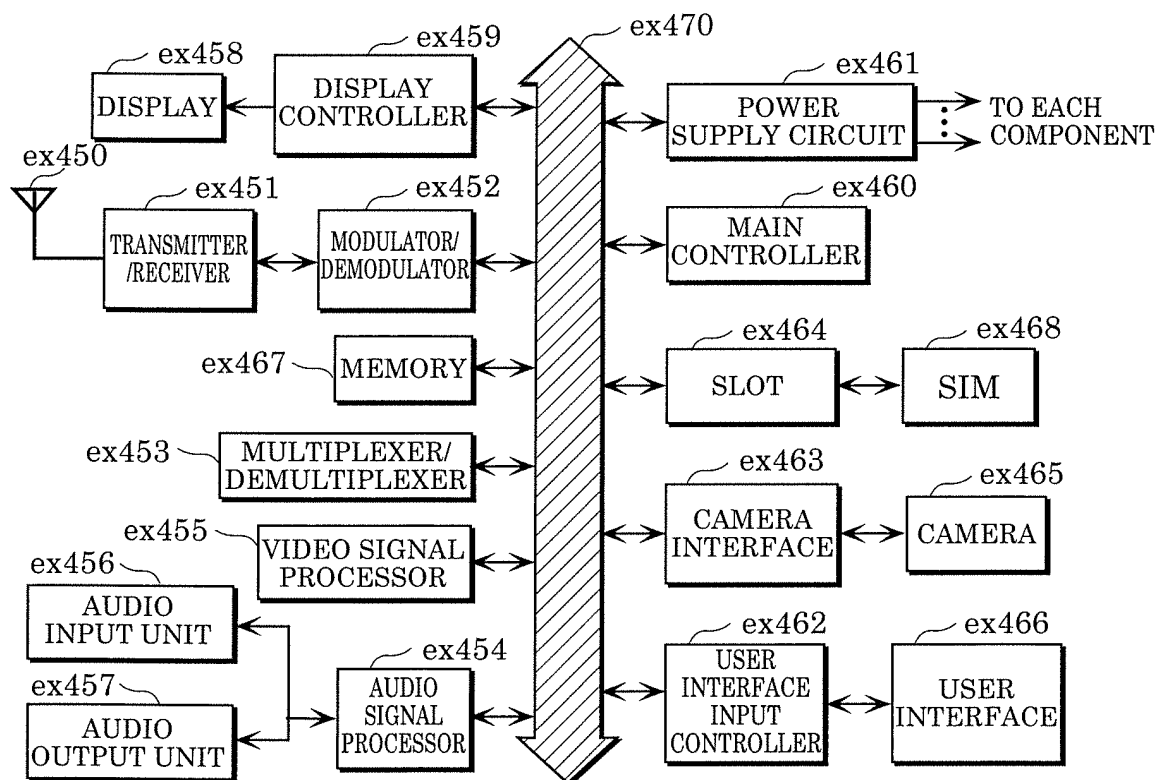 ex458
DISPLAY
ex459
DISPLAY
CONTROLLER
ex470
ex461
POWER
SUPPLY CIRCUIT
TO EACH
COMPONENT
ex450
ex451
TRANSMITTER
/RECEIVER
ex452
MODULATOR/
DEMODULATOR
ex460
MAIN
CONTROLLER
ex467
MEMORY
ex464
SLOT
ex468
SIM
ex453
MULTIPLEXER/
DEMULTIPLEXER
ex463
CAMERA
INTERFACE
ex465
CAMERA
ex455
VIDEO SIGNAL
PROCESSOR
ex456
AUDIO
INPUT UNIT
ex457
AUDIO
OUTPUT UNIT
ex454
AUDIO
SIGNAL
PROCESSOR
ex462
USER
INTERFACE
INPUT
CONTROLLER
ex466
USER
INTERFACE